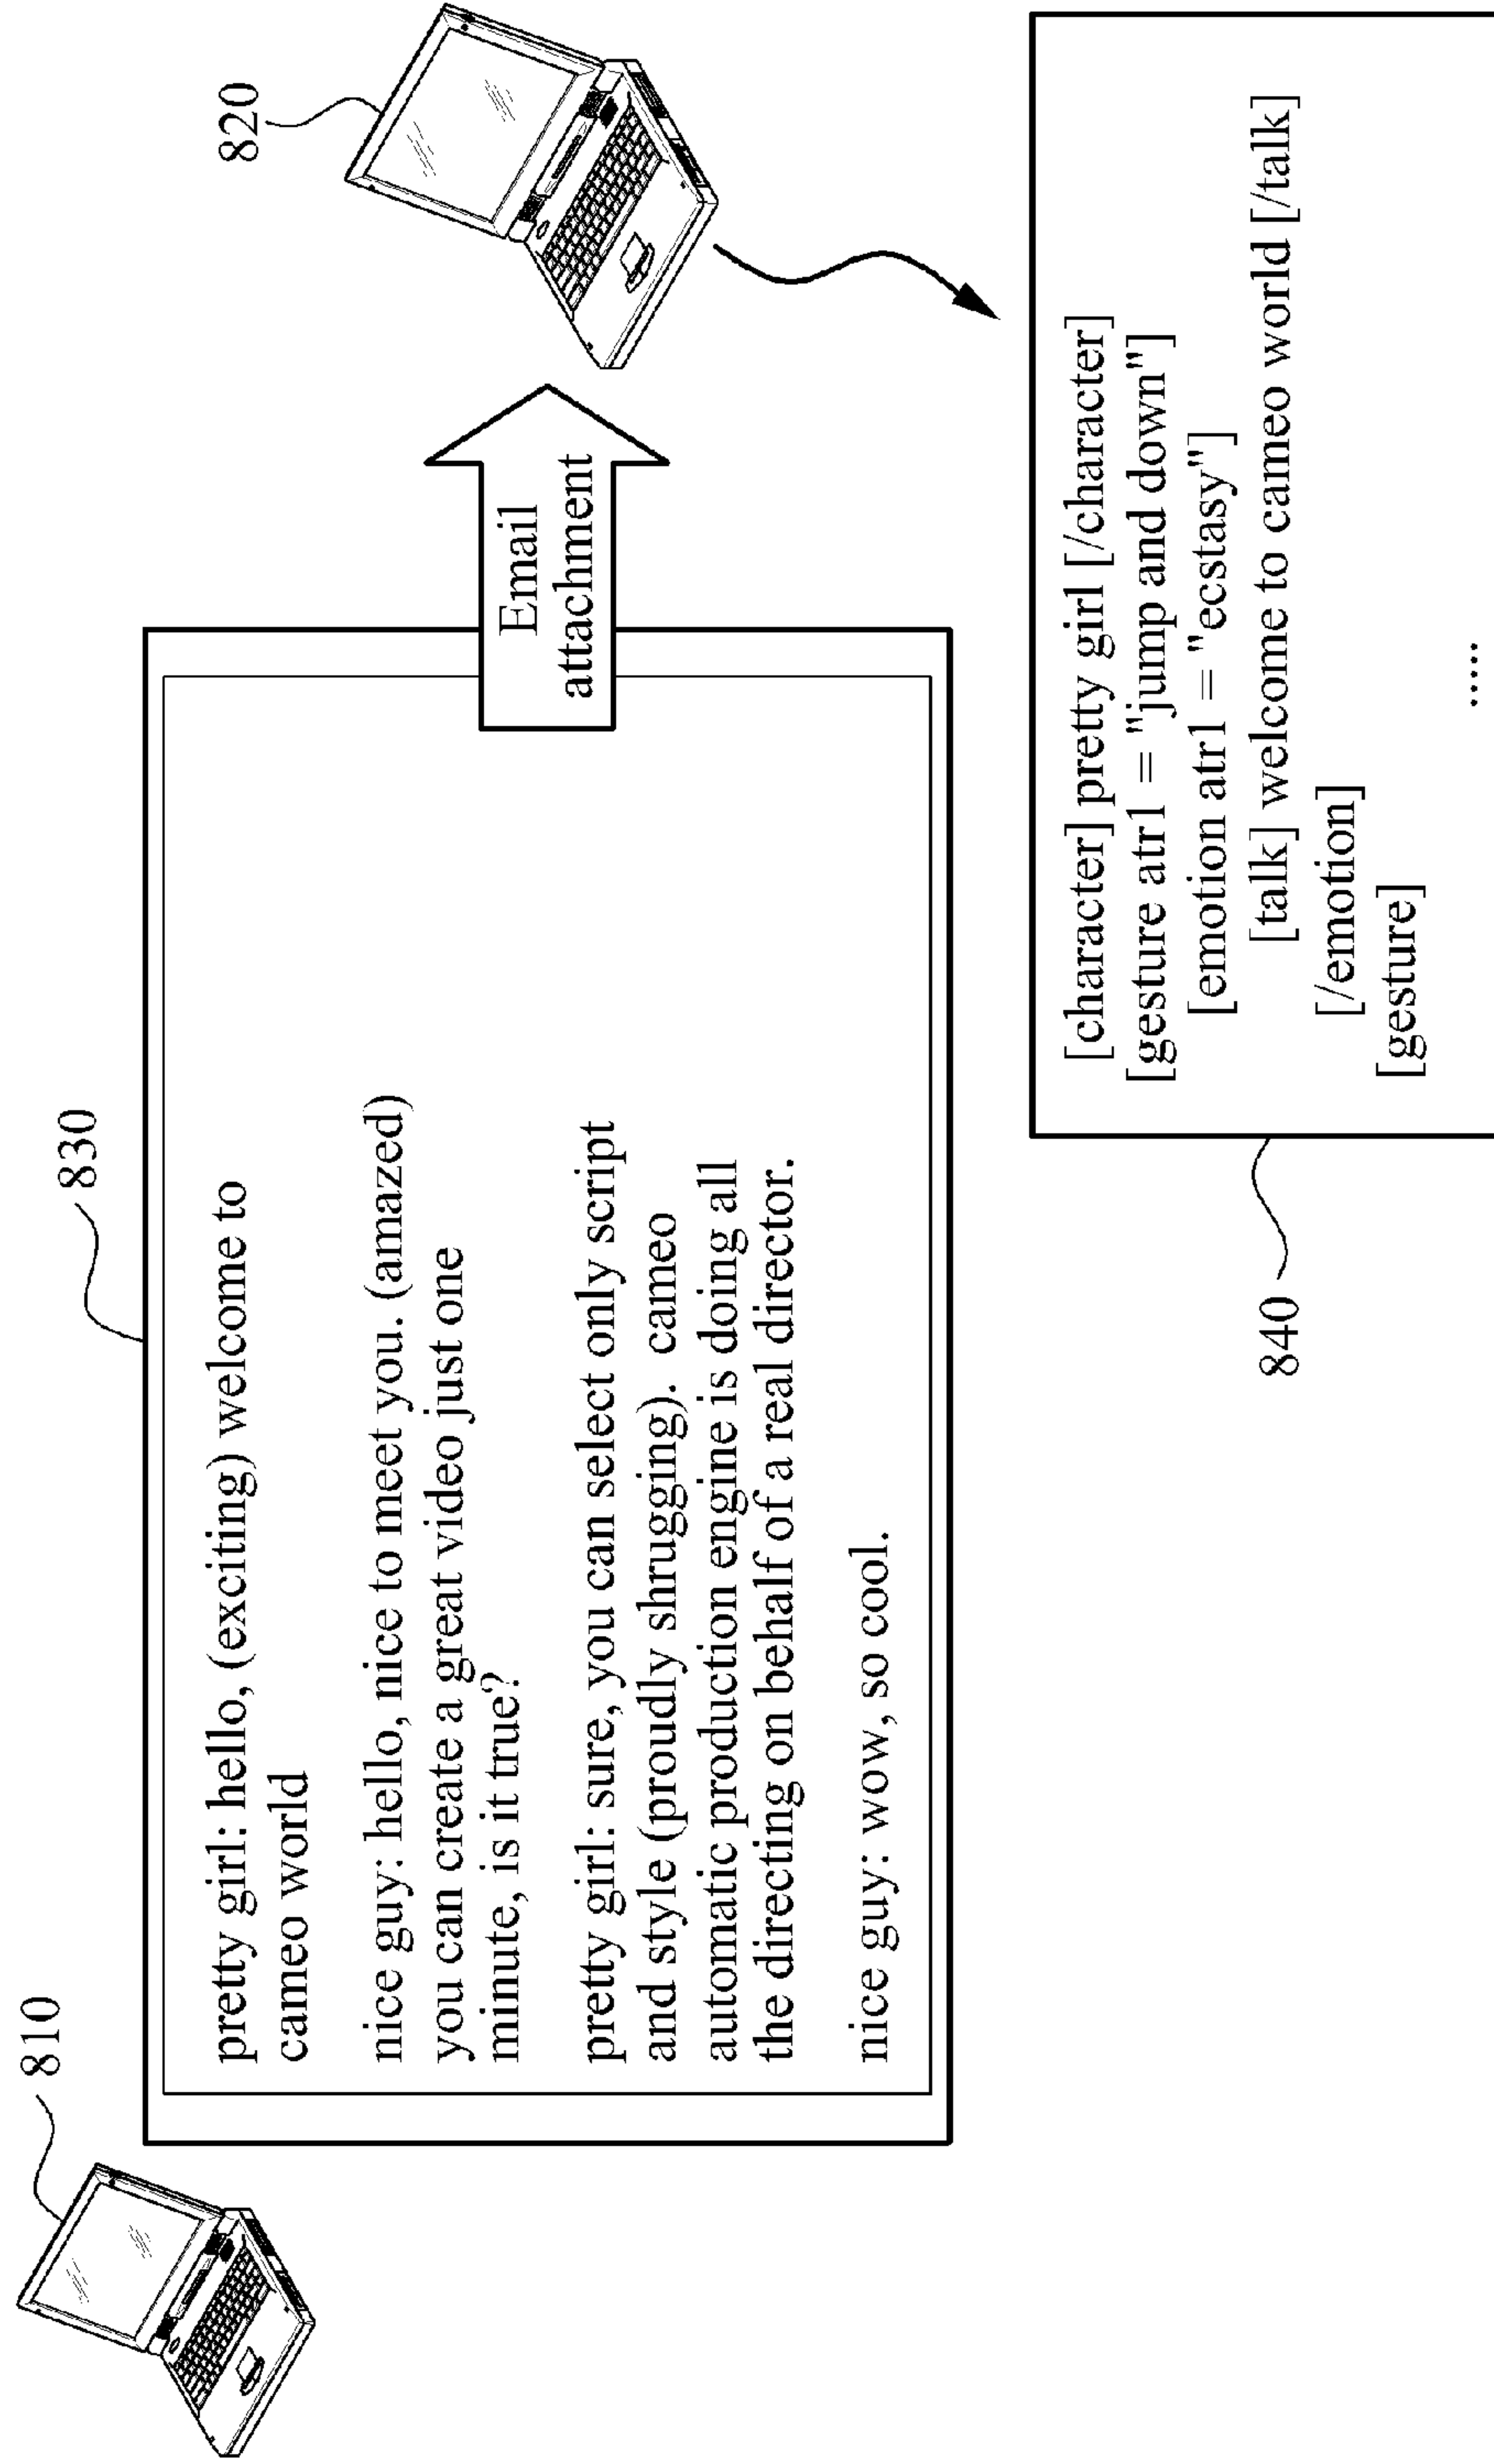 810
830
820
pretty girl: hello, (exciting) welcome to
cameo world
nice guy: hello, nice to meet you. (amazed)
you can create a great video just one
minute, is it true?
pretty girl: sure, you can select only script
and style (proudly shrugging).  cameo
automatic production engine is doing all
the directing on behalf of a real director.
nice guy: wow, so cool.
Email
attachment
840
[character] pretty girl [/character]
[gesture atr1 = "jump and down"]
[emotion atr1 = "ecstasy"]
[talk] welcome to cameo world [/talk]
[/emotion]
[gesture]
.....